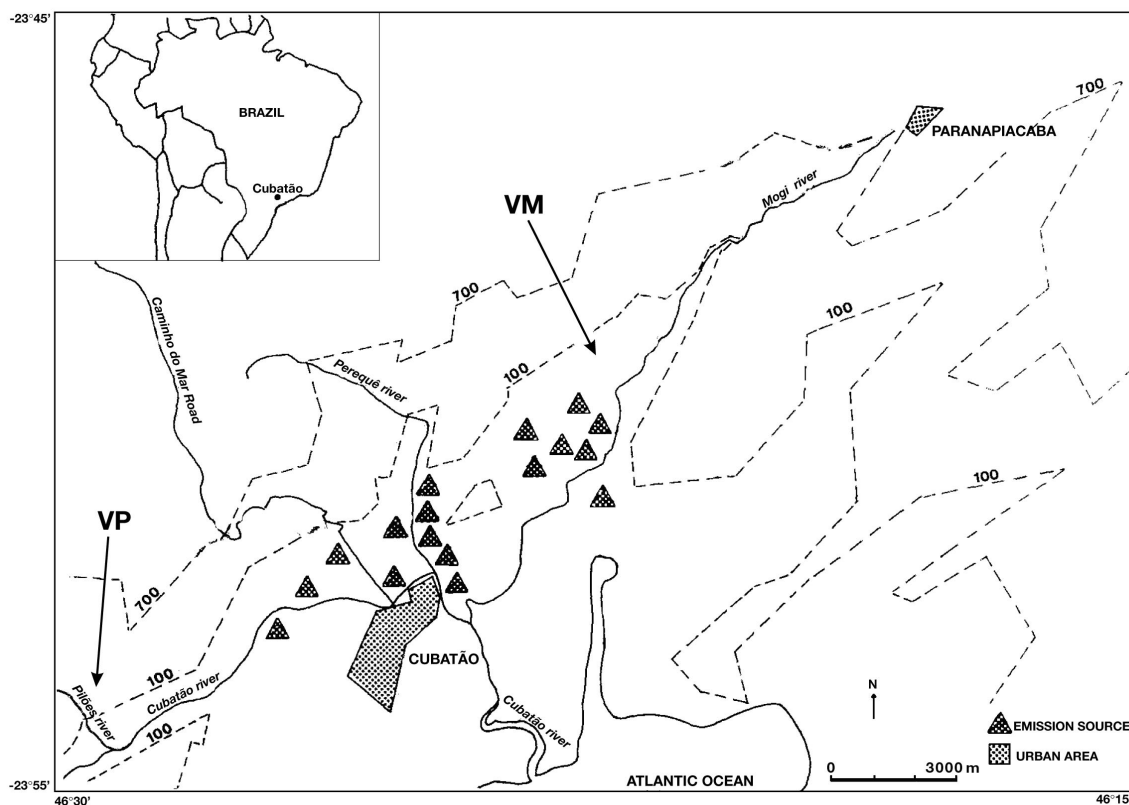 -23°45'
BRAZIL
Cubatão
700
PARANAPIACABA
Mogi river
VM
700
Caminho do Mar Road
100
Perequê river
100
100
VP
700
100
CUBATÃO
Pilões river
Cubatão river
100
Cubatão river
N
EMISSION SOURCE
URBAN AREA
ATLANTIC OCEAN
0 3000 m
-23°55'
46°30'
46°15'